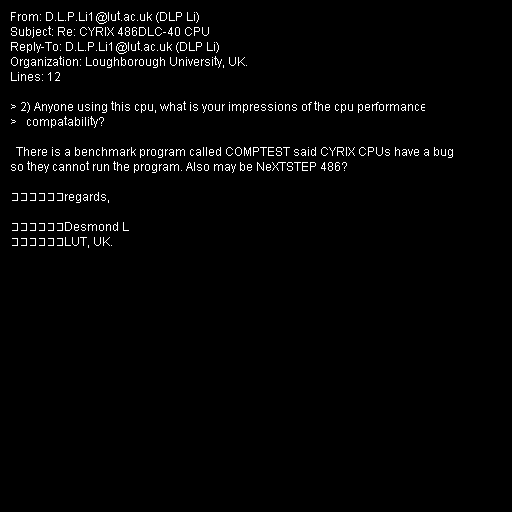 From: D.L.P.Li1@lut.ac.uk (DLP Li)
Subject: Re: CYRIX 486DLC-40 CPU
Reply-To: D.L.P.Li1@lut.ac.uk (DLP Li)
Organization: Loughborough University, UK.
Lines: 12

> 2) Anyone using this cpu, what is your impressions of the cpu performance
>   compatability?

  There is a benchmark program called COMPTEST said CYRIX CPUs have a bug
so they cannot run the program. Also may be NeXTSTEP 486?

□□□□□□regards,

□□□□□□Desmond L
□□□□□□LUT, UK.